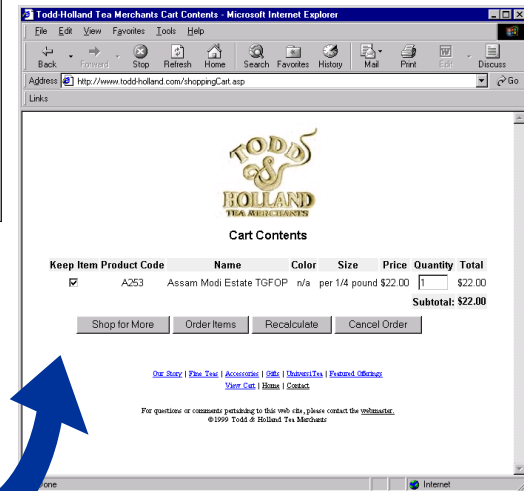 Todd-Holland Tea Merchants Cart Contents - Microsoft Internet Explorer
File Edit View Favorites Tools Help
Back Forward Stop Refresh Home Search Favorites History Mail Print Edit Discuss
Address http://www.todd-holland.com/shoppingCart.asp Go
Links
TODD
&
HOLLAND
TEA MERCHANTS
Cart Contents
Keep Item Product Code Name Color Size Price Quantity Total
A253 Assam Modi Estate TGFOP n/a per 1/4 pound $22.00 1 $22.00
Subtotal: $22.00
Shop for More Order Items Recalculate Cancel Order
Our Story | Fine Teas | Accessories | Gifts | UniversiTea | Featured Offerings
View Cart | Home | Contact
For questions or comments pertaining to this web site, please contact the webmaster.
©1999 Todd & Holland Tea Merchants
one Internet